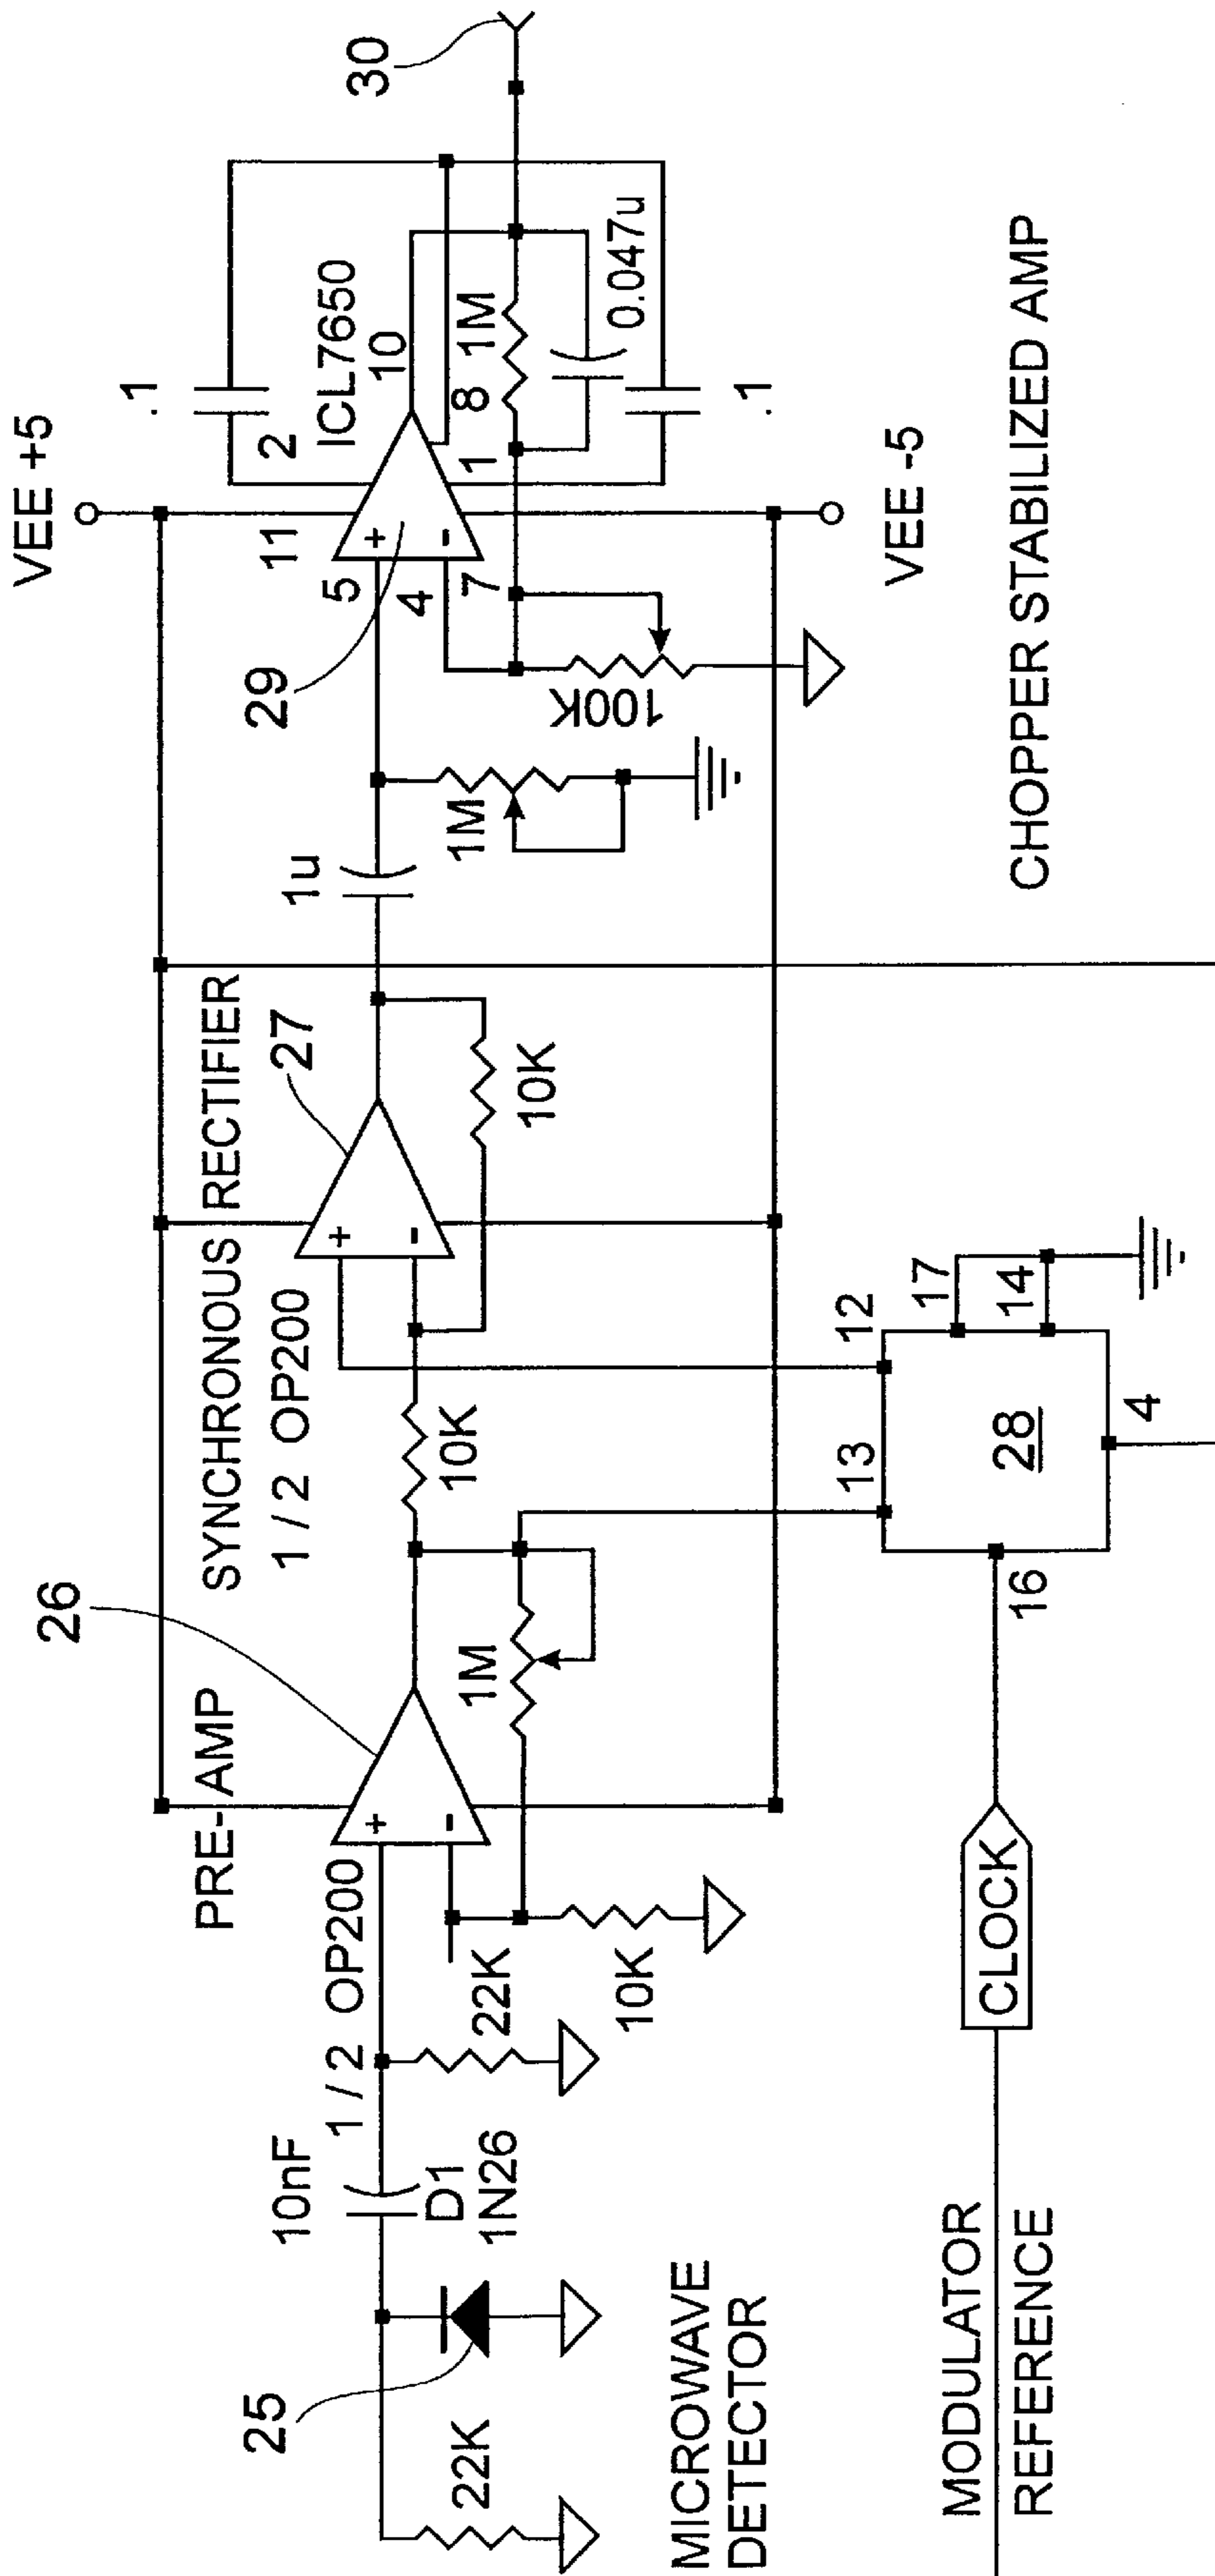 VEE +5
30
.1
2
ICL7650
10
11
5
4
7
29
8
1M
1
0.047u
.1
100K
VEE -5
CHOPPER STABILIZED AMP
1u
1M
SYNCHRONOUS RECTIFIER
27
1 / 2 OP200
10K
10K
26
PRE-AMP
1 / 2 OP200
1M
22K
10K
10nF
D1
1N26
25
22K
MICROWAVE
DETECTOR
12
17
13
14
28
16
4
CLOCK
MODULATOR
REFERENCE
+
-
+
-
+
-